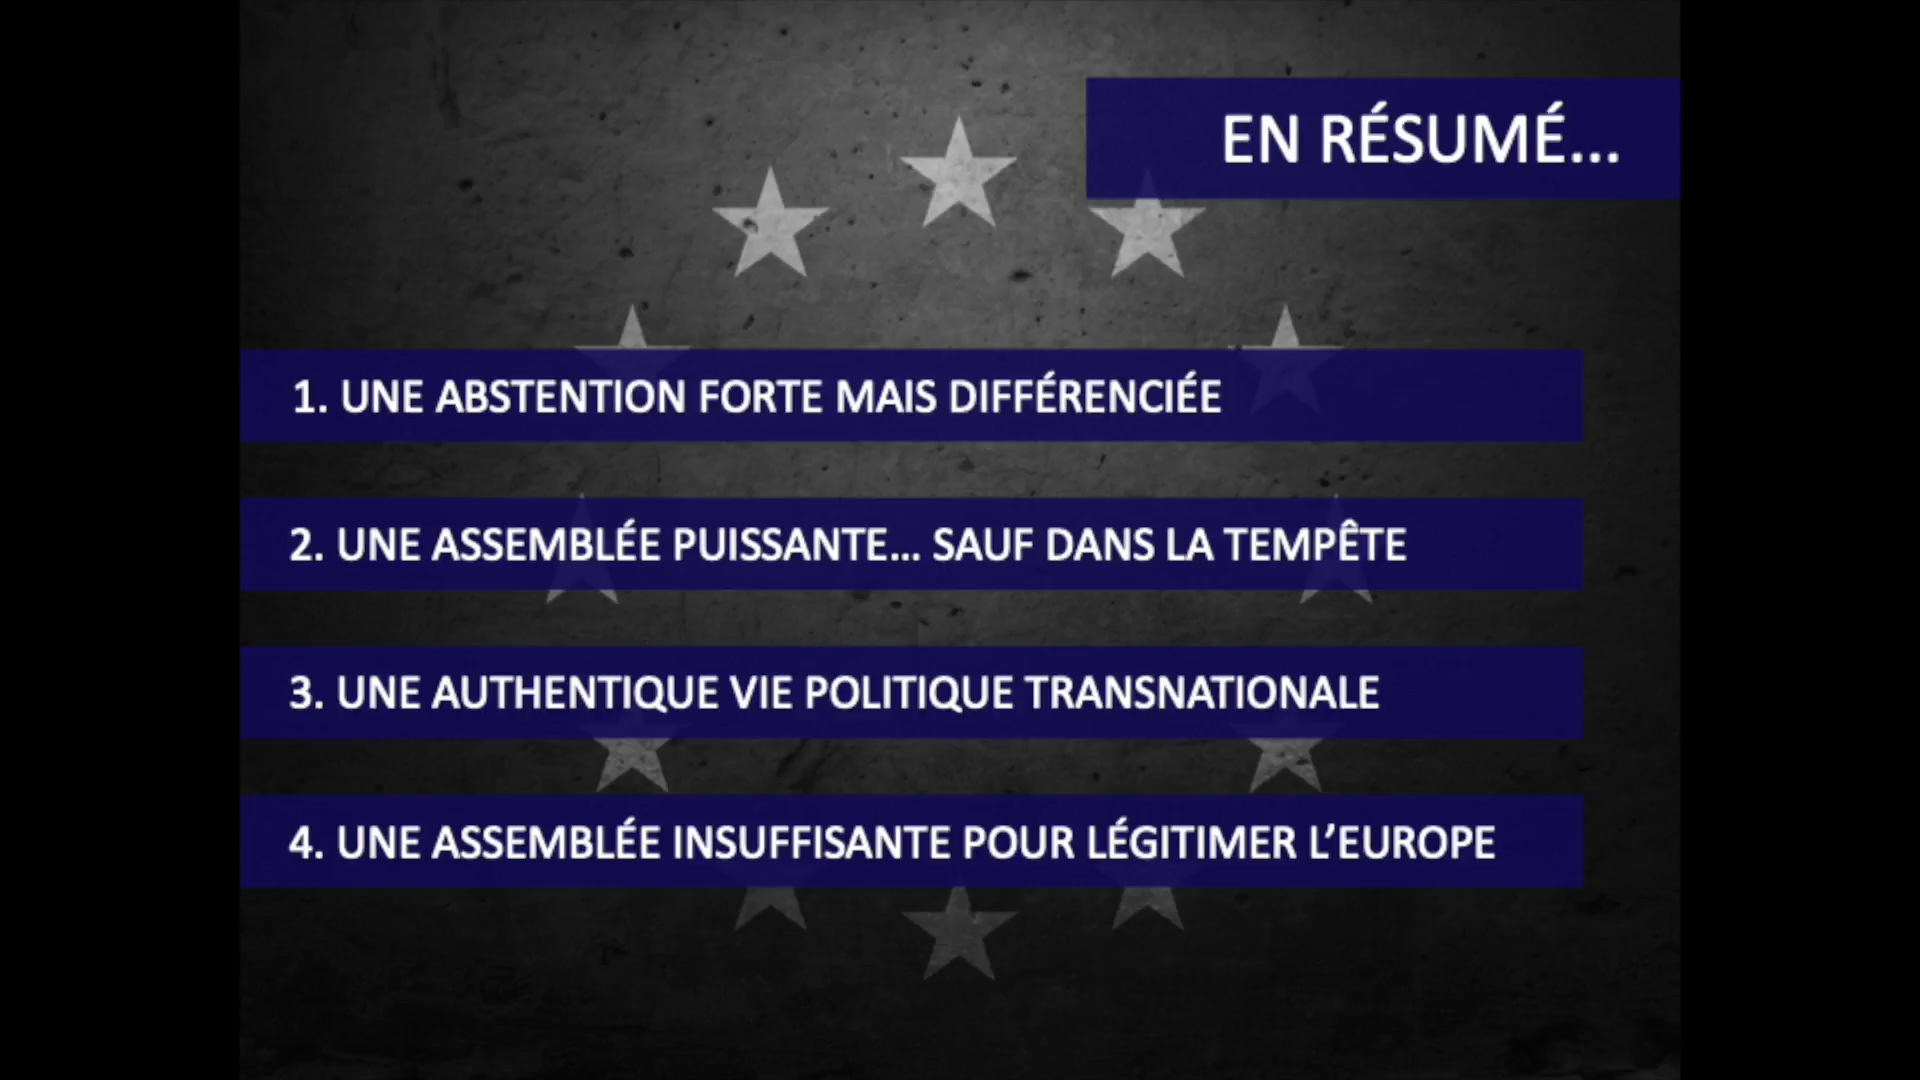 EN RÉSUMÉ...
1. UNE ABSTENTION FORTE MAIS DIFFÉRENCIÉE
2. UNE ASSEMBLÉE PUISSANTE... SAUF DANS LA TEMPÊTE
3. UNE AUTHENTIQUE VIE POLITIQUE TRANSNATIONALE
4. UNE ASSEMBLÉE INSUFFISANTE POUR LÉGITIMER L’EUROPE